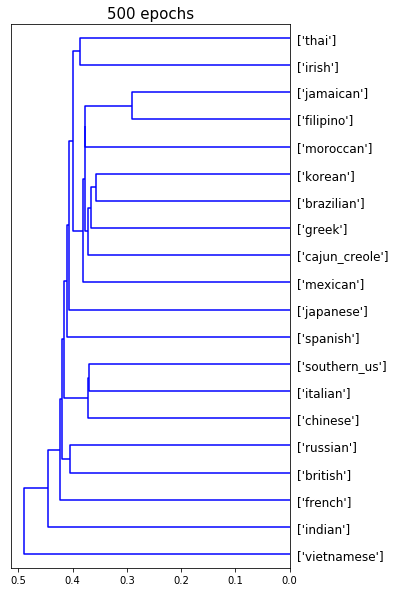 500 epochs
['thai']
['irish']
['jamaican']
['filipino']
['moroccan']
['korean']
['brazilian']
['greek']
['cajun_creole']
['mexican']
['japanese']
['spanish']
['southern_us']
['italian']
['chinese']
['russian']
['british']
['french']
['indian']
['vietnamese']
0.5 0.4 0.3 0.2 0.1 0.0